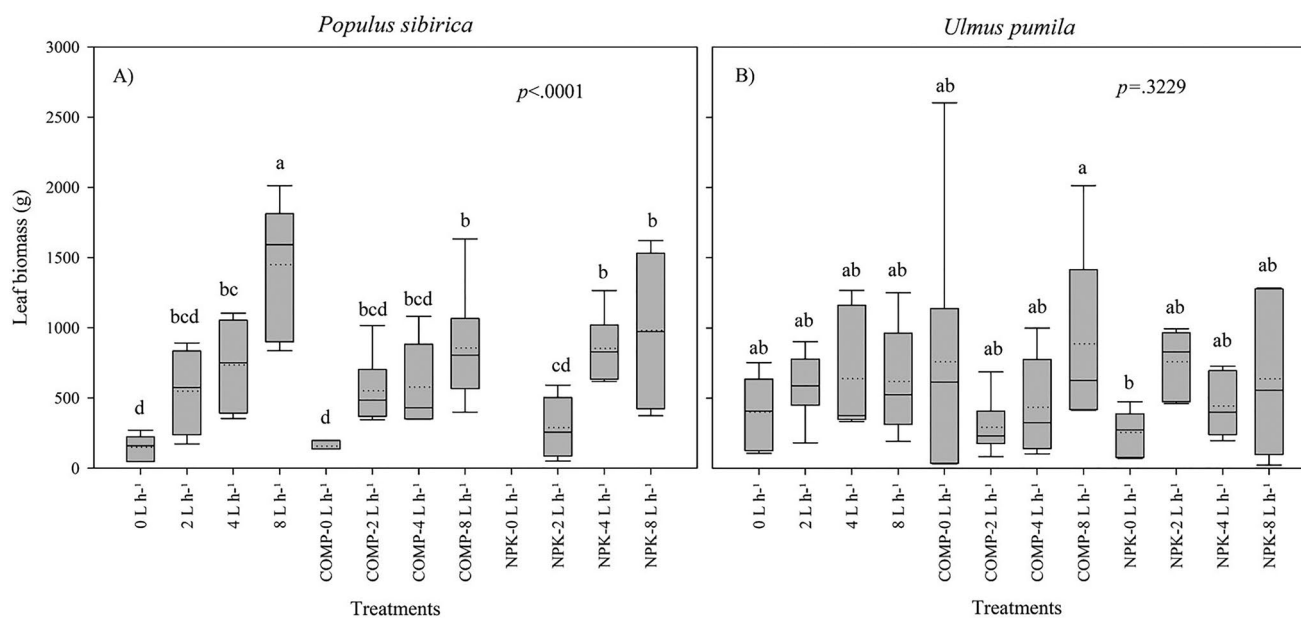 Populus sibirica
Ulmus pumila
A)
p<.0001
B)
p=.3229
Leaf biomass (g)
3000
2500
2000
1500
1000
500
0
d
bcd
bc
a
d
bcd
bcd
b
cd
b
b
ab
ab
ab
ab
ab
ab
ab
a
b
ab
ab
ab
0 L h-¹
2 L h-¹
4 L h-¹
8 L h-¹
COMP-0 L h-¹
COMP-2 L h-¹
COMP-4 L h-¹
COMP-8 L h-¹
NPK-0 L h-¹
NPK-2 L h-¹
NPK-4 L h-¹
NPK-8 L h-¹
0 L h-¹
2 L h-¹
4 L h-¹
8 L h-¹
COMP-0 L h-¹
COMP-2 L h-¹
COMP-4 L h-¹
COMP-8 L h-¹
NPK-0 L h-¹
NPK-2 L h-¹
NPK-4 L h-¹
NPK-8 L h-¹
Treatments
Treatments